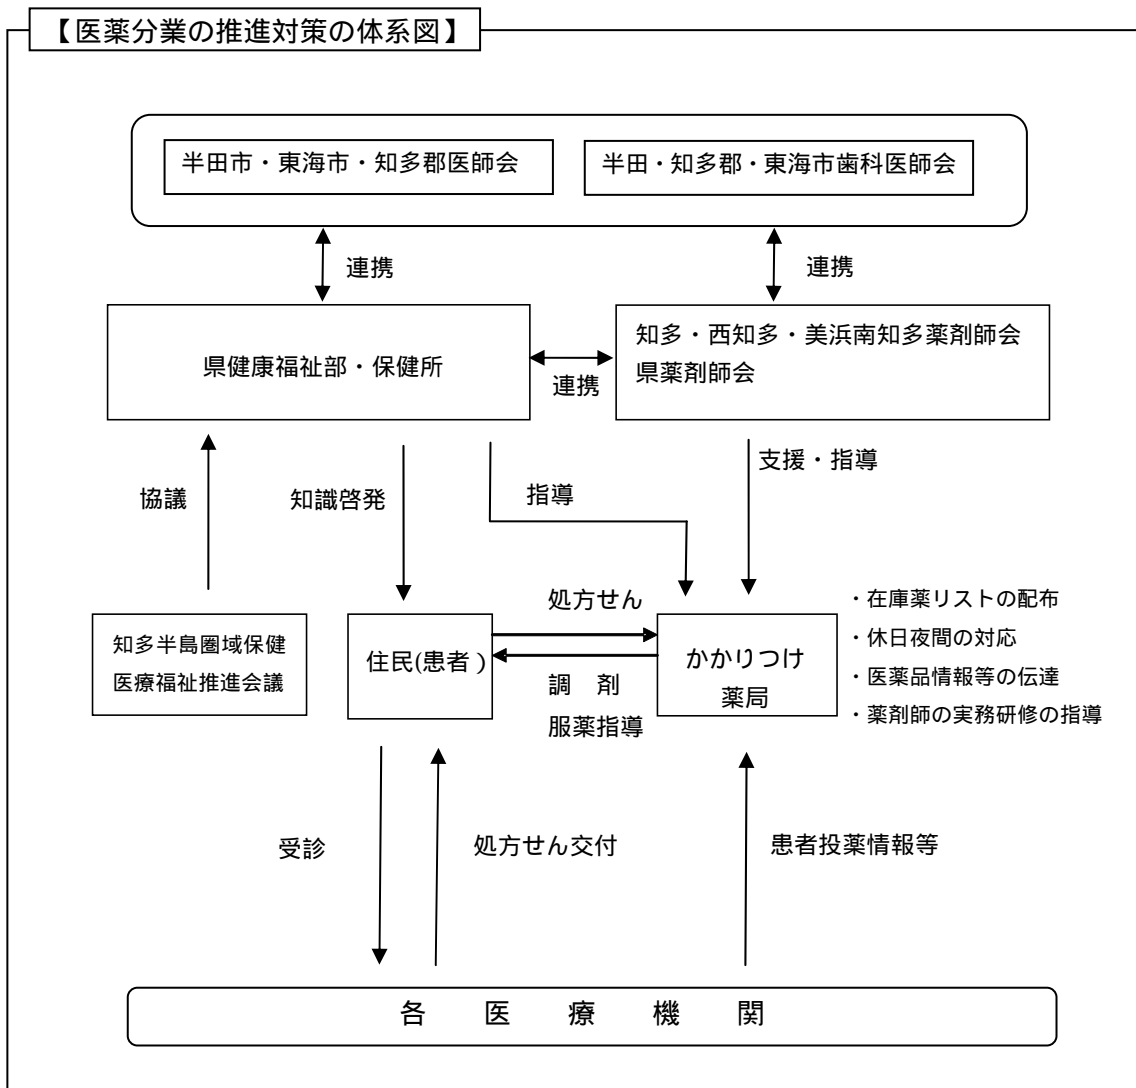 【医薬分業の推進対策の体系図】
半田市・東海市・知多郡医師会
半田・知多郡・東海市歯科医師会
連携
連携
県健康福祉部・保健所
連携
知多・西知多・美浜南知多薬剤師会
県薬剤師会
協議
知識啓発
指導
支援・指導
知多半島圏域保健
医療福祉推進会議
住民(患者)
処方せん
調　剤
服薬指導
かかりつけ
薬局
・在庫薬リストの配布
・休日夜間の対応
・医薬品情報等の伝達
・薬剤師の実務研修の指導
受診
処方せん交付
患者投薬情報等
各　医　療　機　関